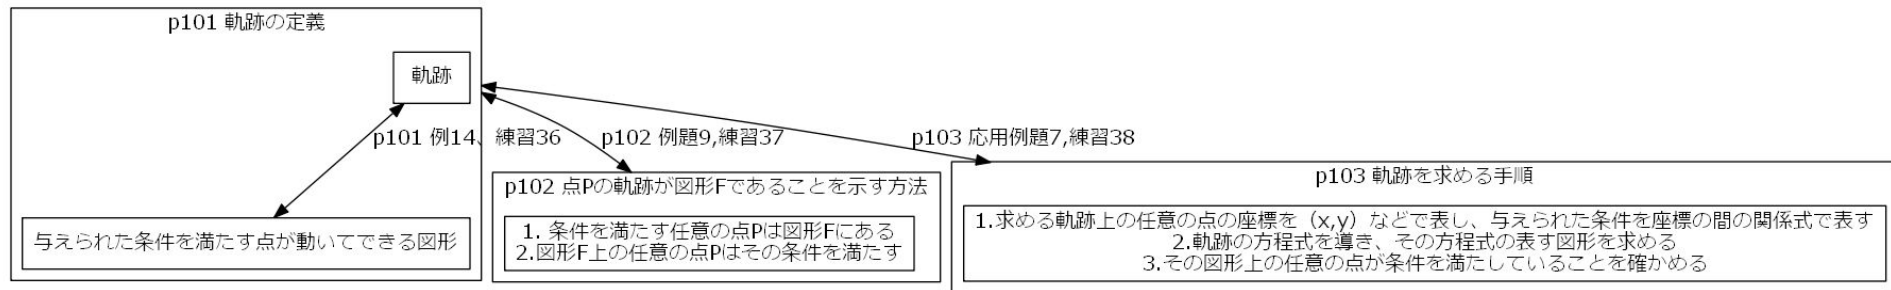 p101 軌跡の定義
軌跡
p101 例14、練習36
与えられた条件を満たす点が動いてできる図形
p102 例題9,練習37
p102 点Pの軌跡が図形Fであることを示す方法
1. 条件を満たす任意の点Pは図形Fにある
2.図形F上の任意の点Pはその条件を満たす
p103 応用例題7,練習38
p103 軌跡を求める手順
1.求める軌跡上の任意の点の座標を（x,y）などで表し、与えられた条件を座標の間の関係式で表す
2.軌跡の方程式を導き、その方程式の表す図形を求める
3.その図形上の任意の点が条件を満たしていることを確かめる